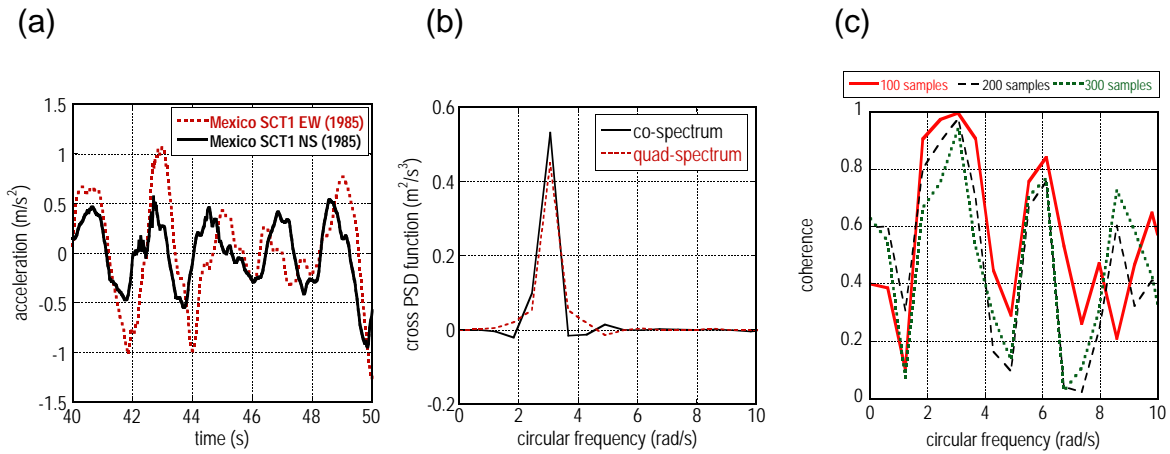 (a)
(b)
(c)
1.5
1
0.5
0
-0.5
-1
-1.5
40 42 44 46 48 50
acceleration (m/s²)
time (s)
Mexico SCT1 EW (1985)
Mexico SCT1 NS (1985)
0.6
0.4
0.2
0
-0.2
0 2 4 6 8 10
cross PSD function (m²/s³)
circular frequency (rad/s)
co-spectrum
quad-spectrum
100 samples 200 samples 300 samples
1
0.8
0.6
0.4
0.2
0
0 2 4 6 8 10
coherence
circular frequency (rad/s)